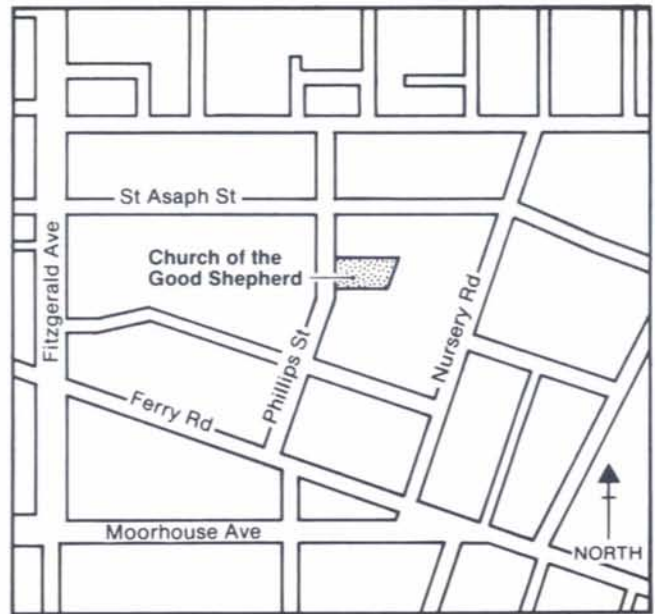 St Asaph St
Church of the
Good Shepherd
Fitzgerald Ave
Nursery Rd
Phillips St
Ferry Rd
Moorhouse Ave
NORTH